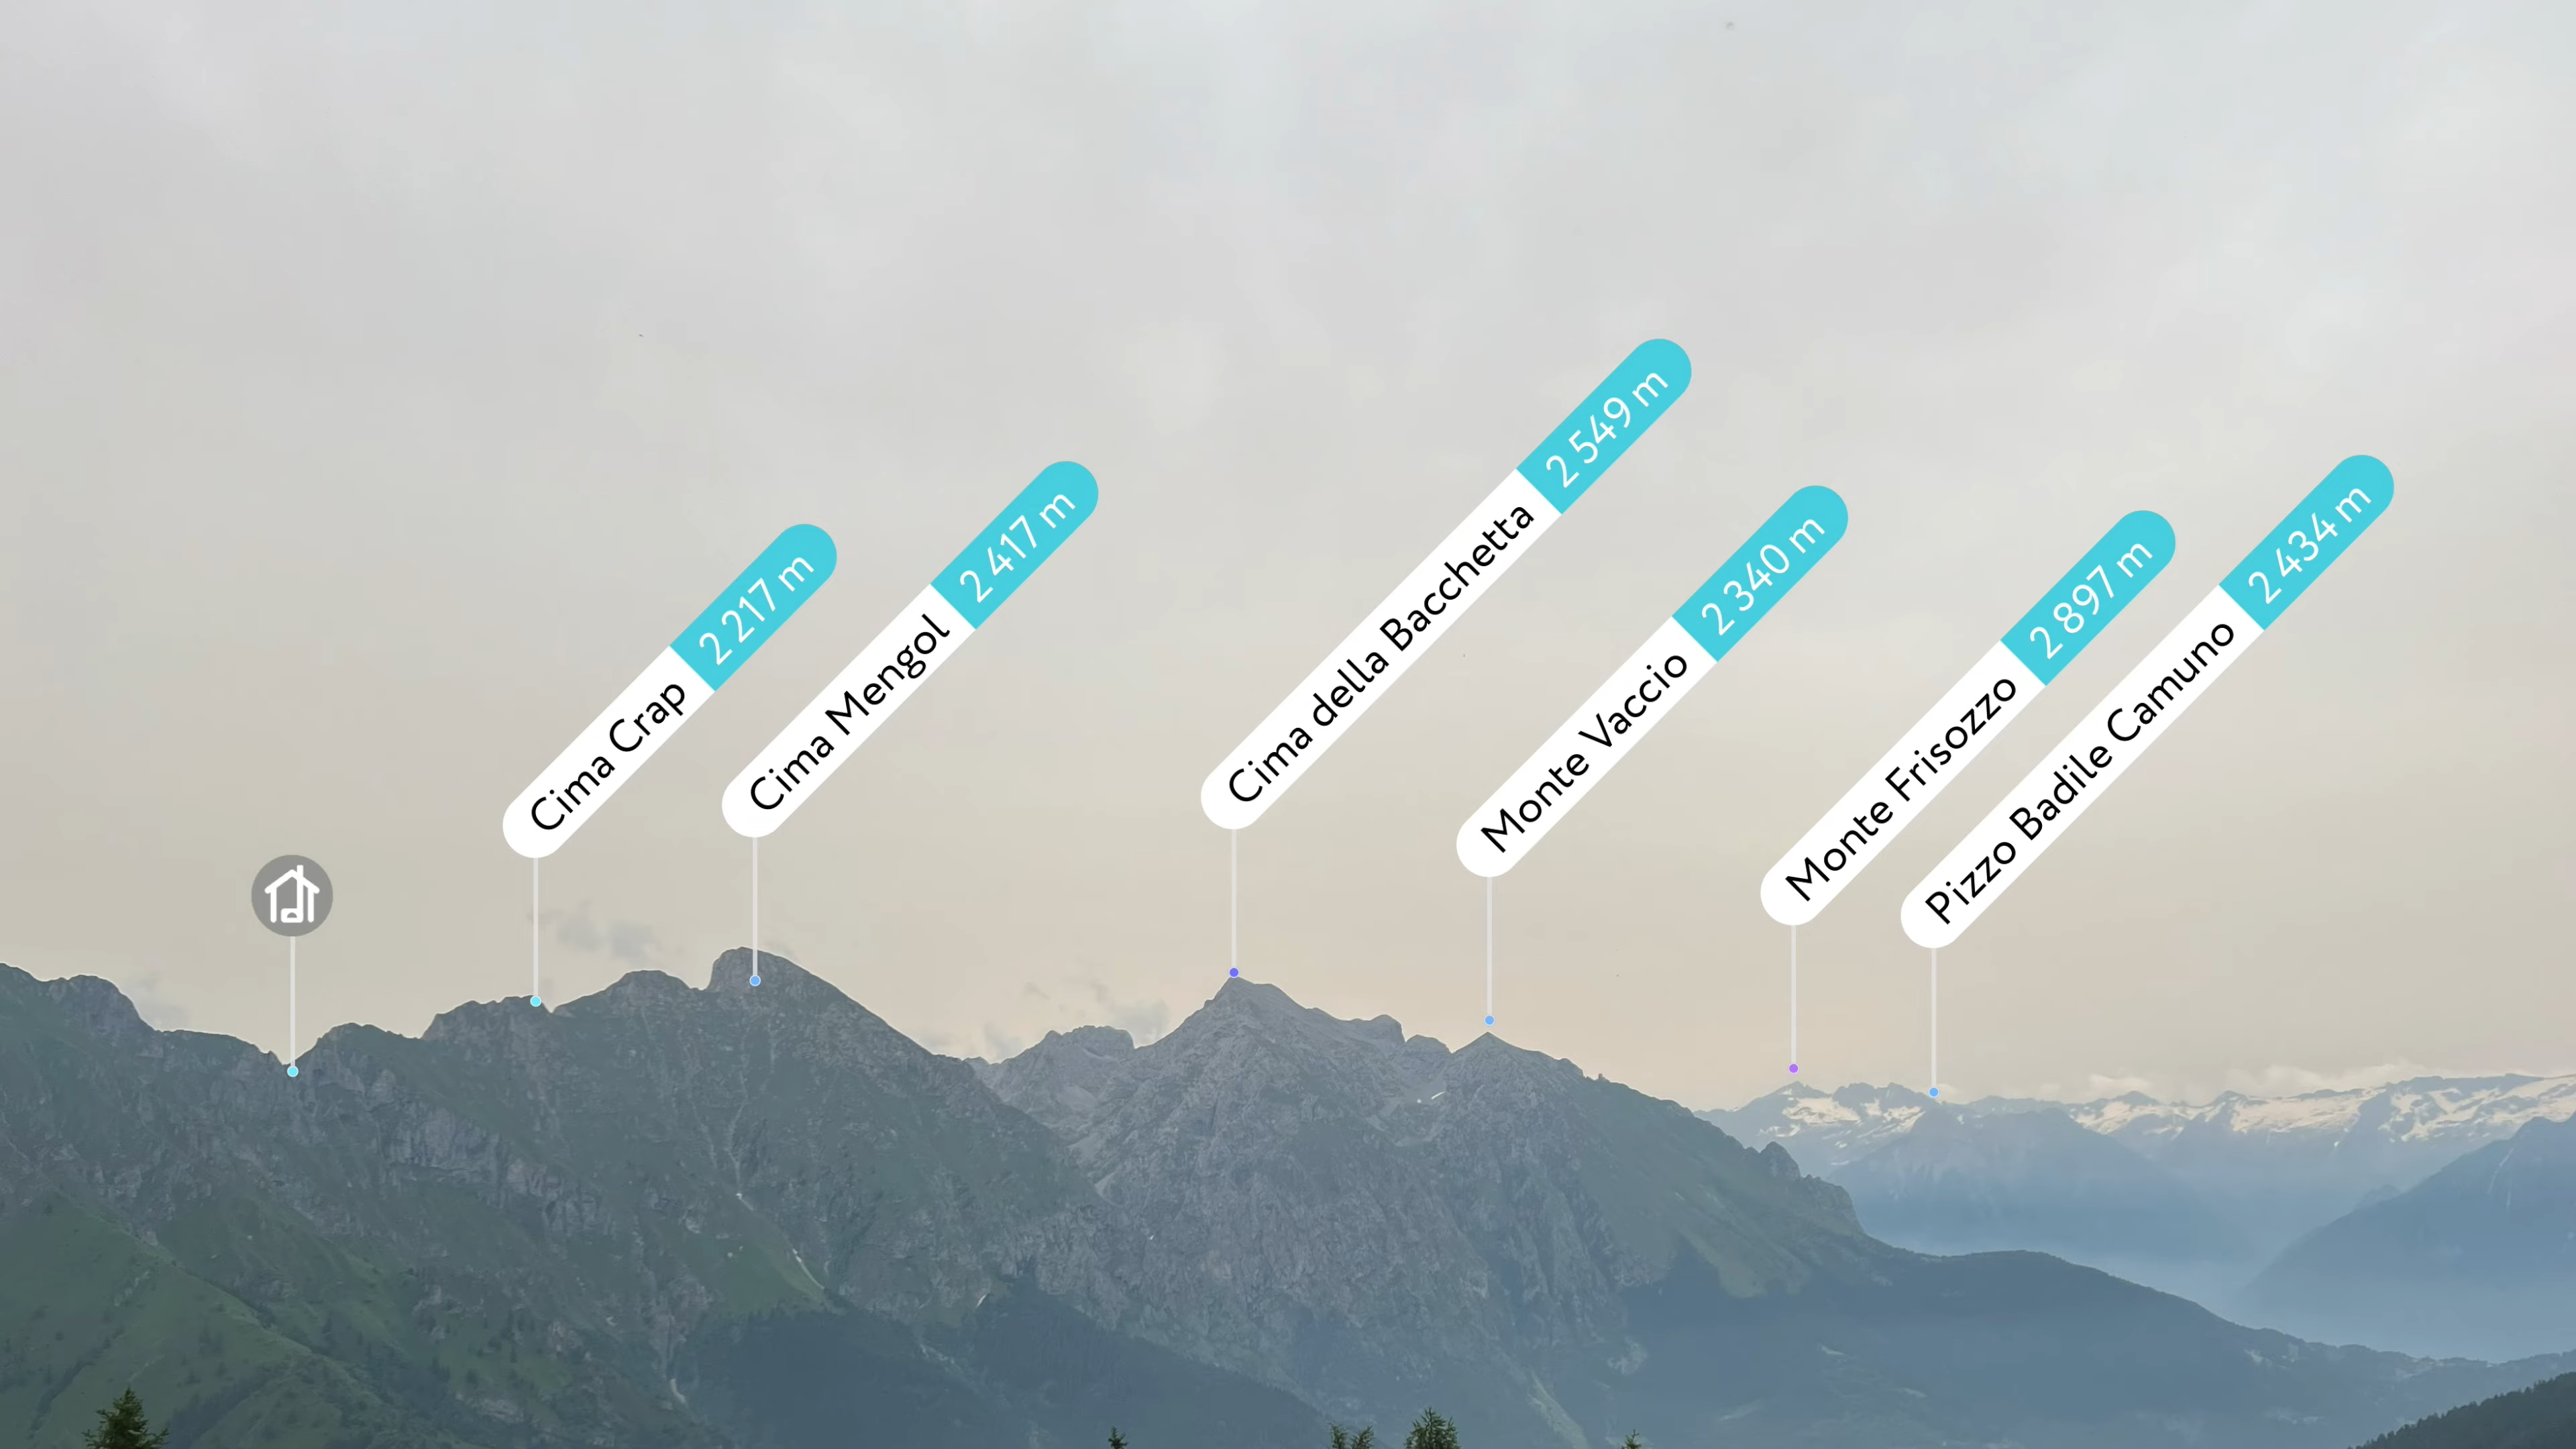 Cima Crap 2 217 m
Cima Mengol 2 417 m
Cima della Bacchetta 2 549 m
Monte Vaccio 2 340 m
Monte Frisozzo 2 897 m
Pizzo Badile Camuno 2 434 m